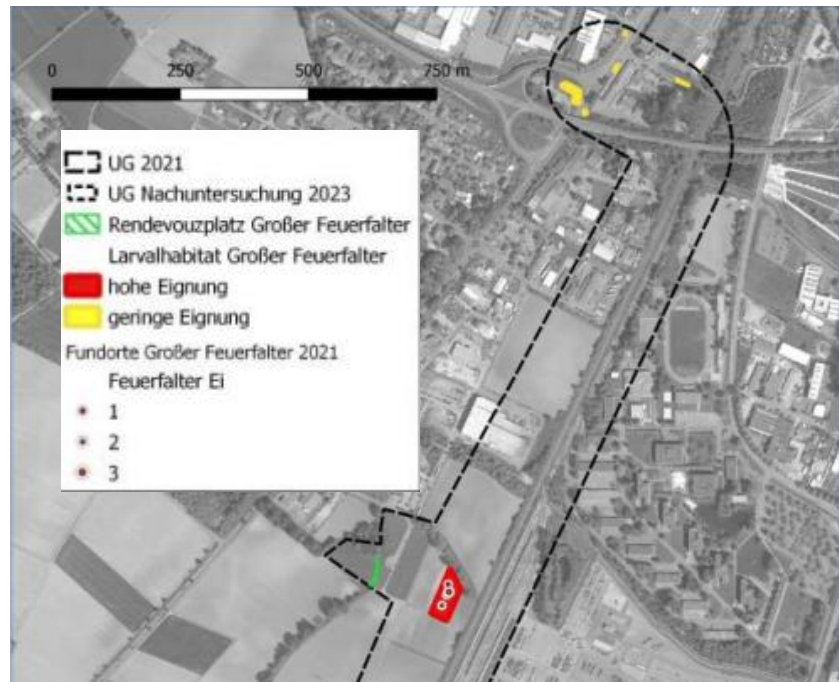 0 250 500 750 m
UG 2021
UG Nachuntersuchung 2023
Rendevouzplatz Großer Feuerfalter
Larvalhabitat Großer Feuerfalter
hohe Eignung
geringe Eignung
Fundorte Großer Feuerfalter 2021
Feuerfalter Ei
1
2
3